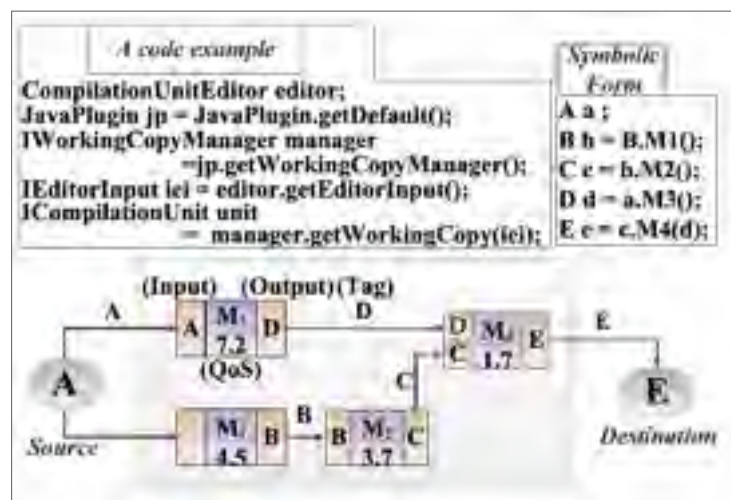 A code example
CompilationUnitEditor editor;
JavaPlugin jp = JavaPlugin.getDefault();
IWorkingCopyManager manager
=jp.getWorkingCopyManager();
IEditorInput iei = editor.getEditorInput();
ICompilationUnit unit
= manager.getWorkingCopy(iei);
Symbolic
Form
A a ;
B b = B.M1();
C c = b.M2();
D d = a.M3();
E e = c.M4(d);
(Input) (Output) (Tag)
A
A M D
7.2
(QoS)
D
D
C
M
1.7
E
E
A
Source
M B
4.5
B
B M C
3.7
C
E
Destination